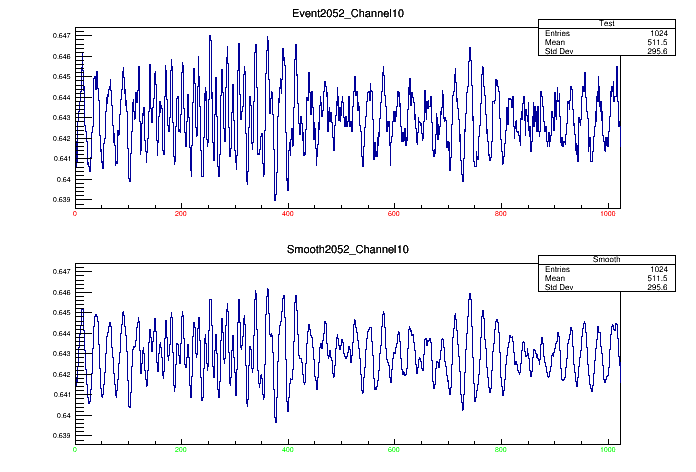 Event2052_Channel10
Test
Entries 1024
Mean 511.5
Std Dev 295.6
0.647
0.646
0.645
0.644
0.643
0.642
0.641
0.64
0.639
0 200 400 600 800 1000
Smooth2052_Channel10
Smooth
Entries 1024
Mean 511.5
Std Dev 295.6
0.647
0.646
0.645
0.644
0.643
0.642
0.641
0.64
0.639
0 200 400 600 800 1000